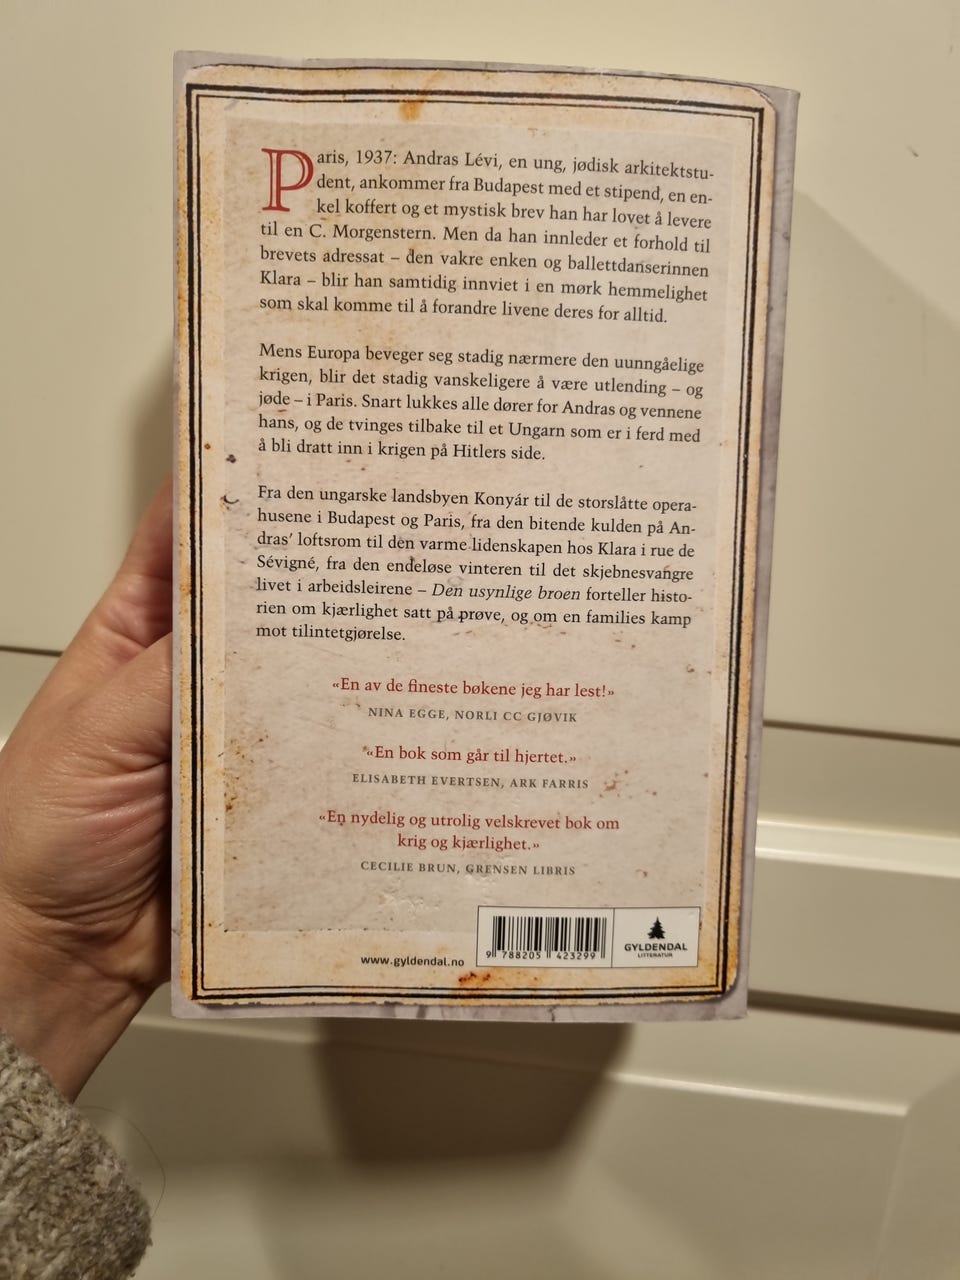 Paris, 1937: Andras Lévi, en ung, jødisk arkitektstu-
dent, ankommer fra Budapest med et stipend, en en-
kel koffert og et mystisk brev han har lovet å levere
til en C. Morgenstern. Men da han innleder et forhold til
brevets adressat – den vakre enken og ballettdanserinnen
Klara – blir han samtidig innviet i en mørk hemmelighet
som skal komme til å forandre livene deres for alltid.
Mens Europa beveger seg stadig nærmere den uunngåelige
krigen, blir det stadig vanskeligere å være utlending – og
jøde – i Paris. Snart lukkes alle dører for Andras og vennene
hans, og de tvinges tilbake til et Ungarn som er i ferd med
å bli dratt inn i krigen på Hitlers side.
Fra den ungarske landsbyen Konyár til de storslåtte opera-
husene i Budapest og Paris, fra den bitende kulden på An-
dras' loftsrom til den varme lidenskapen hos Klara i rue de
Sévigné, fra den endeløse vinteren til det skjebnesvangre
livet i arbeidsleirene – Den usynlige broen forteller histo-
rien om kjærlighet satt på prøve, og om en families kamp
mot tilintetgjørelse.
«En av de fineste bøkene jeg har lest!»
NINA EGGE, NORLI CC GJØVIK
«En bok som går til hjertet.»
ELISABETH EVERTSEN, ARK FARRIS
«En nydelig og utrolig velskrevet bok om
krig og kjærlighet.»
CECILIE BRUN, GRENSEN LIBRIS
www.gyldendal.no
9 788205 423299
GYLDENDAL
LITTERATUR